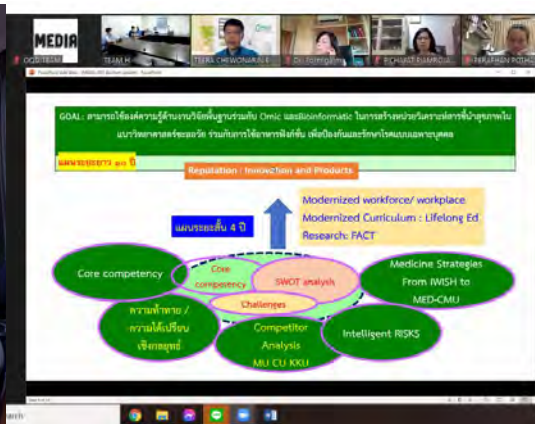 MEDIA
TEAM H
TEERA CHEWONARIN
GOAL: สามารถใช้องค์ความรู้ด้านงานวิจัยพื้นฐานร่วมกับ Omic และBioinformatic ในการสร้างหน่วยวิเคราะห์สารชี้นำสุขภาพใน
แนววิทยาศาสตร์ชะลอวัย ร่วมกับการใช้อาหารฟังก์ชั่น เพื่อป้องกันและรักษาโรคแบบเฉพาะบุคคล
แผนระยะยาว ๑๐ ปี
Reputation : Innovation and Products
Modernized workforce/ workplace
Modernized Curriculum : Lifelong Ed
Research: FACT
แผนระยะสั้น 4 ปี
Core competency
Core
competency
SWOT analysis
Challenges
Medicine Strategies
From IWISH to
MED-CMU
ความท้าทาย /
ความได้เปรียบ
เชิงกลยุทธ์
Competitor
Analysis
MU CU KKU
Intelligent RISKS